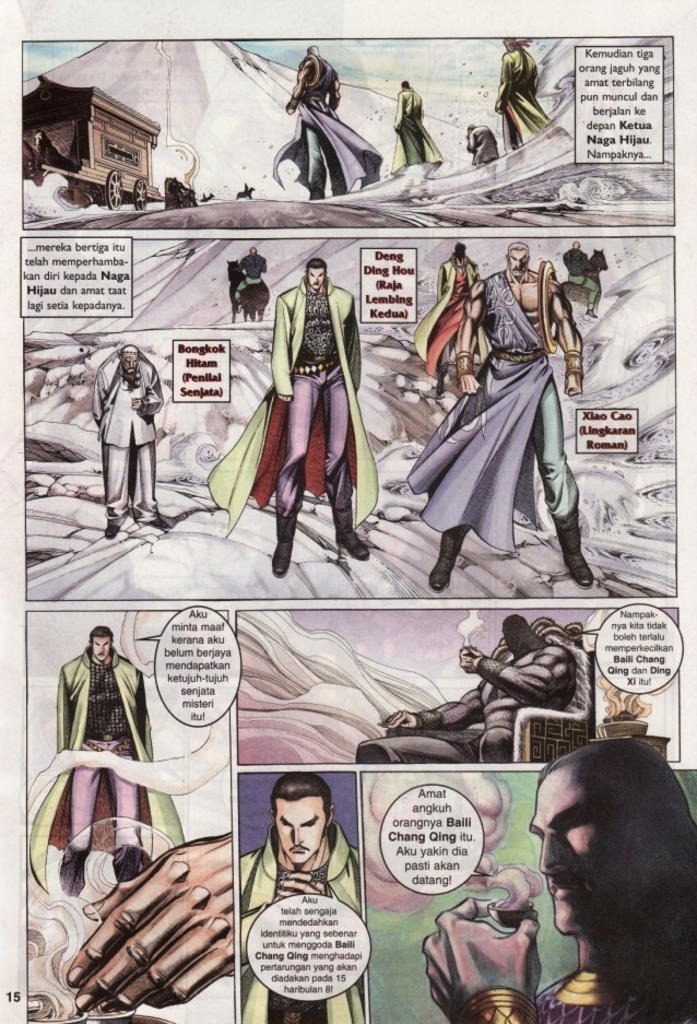 Kemudian tiga
orang jaguh yang
amat terbilang
pun muncul dan
berjalan ke
depan Ketua
Naga Hijau.
Nampaknya...
...mereka bertiga itu
telah memperhamba-
kan diri kepada Naga
Hijau dan amat taat
lagi setia kepadanya.
Bongkok
Hitam
(Penilai
Senjata)
Deng
Ding Hou
(Raja
Lembing
Kedua)
Xiao Cao
(Lingkaran
Roman)
Aku
minta maaf
kerana aku
belum berjaya
mendapatkan
ketujuh-tujuh
senjata
misteri
itu!
Nampak-
nya kita tidak
boleh terlalu
memperkecilkan
Baili Chang
Qing dan Ding
Xi itu!
Aku
telah sengaja
mendedahkan
identitiku yang sebenar
untuk menggoda Baili
Chang Qing menghadapi
pertarungan yang akan
diadakan pada 15
haribulan 8!
Amat
angkuh
orangnya Baili
Chang Qing itu.
Aku yakin dia
pasti akan
datang!
15